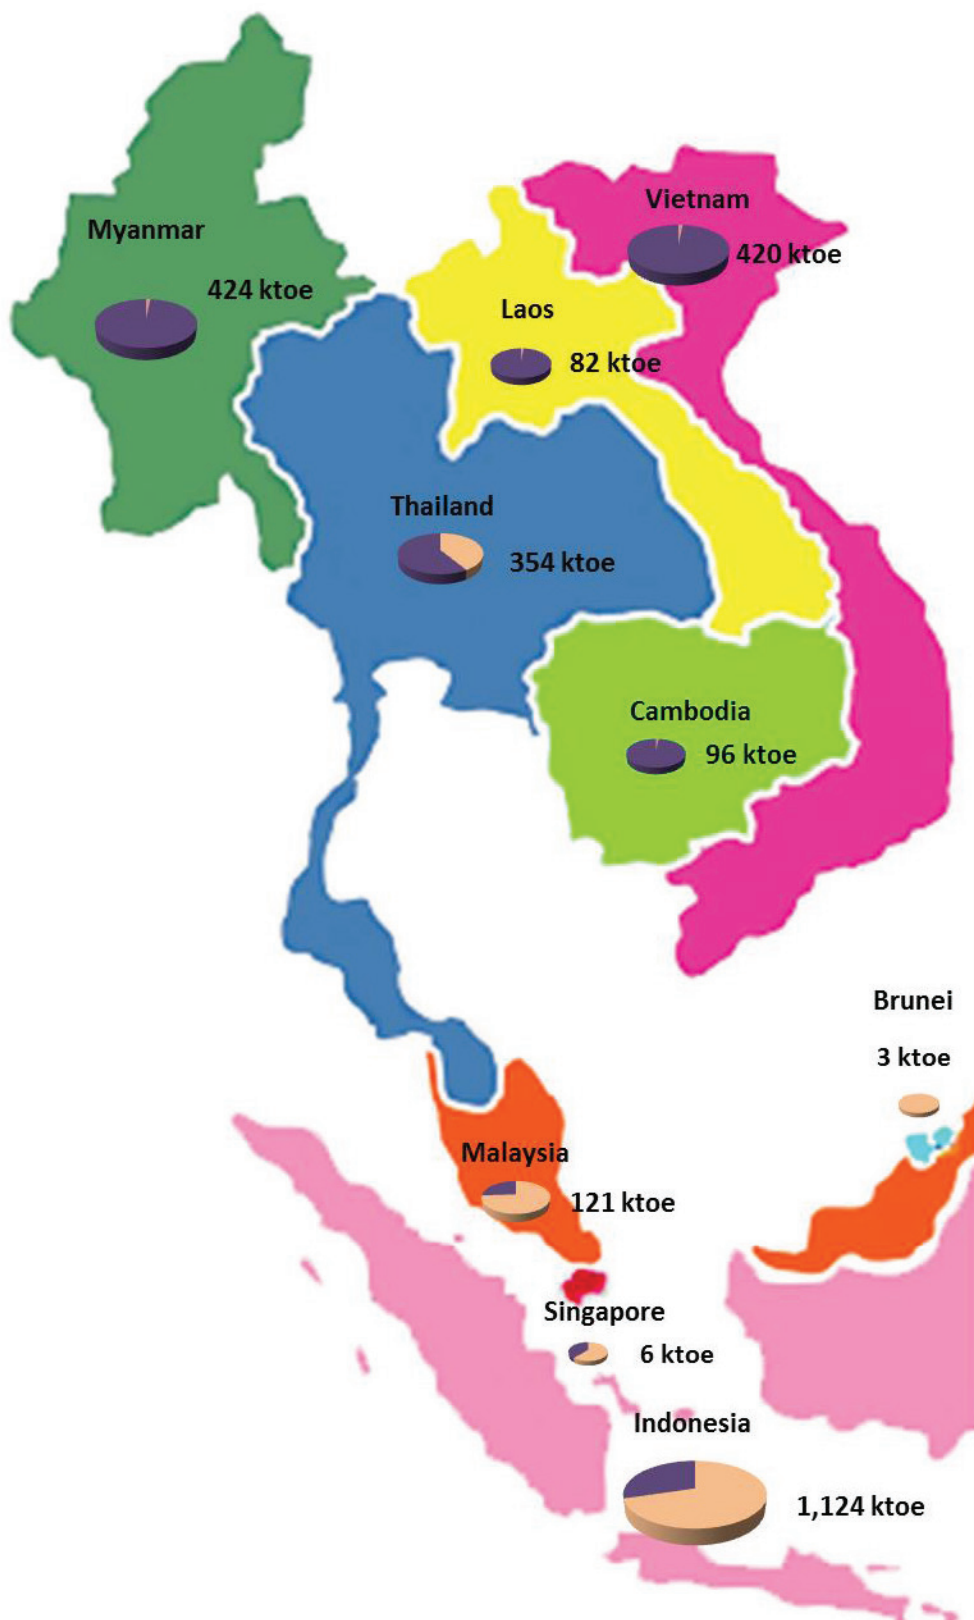 Vietnam
420 ktoe
Myanmar
424 ktoe
Laos
82 ktoe
Thailand
354 ktoe
Cambodia
96 ktoe
Brunei
3 ktoe
Malaysia
121 ktoe
Singapore
6 ktoe
Indonesia
1,124 ktoe